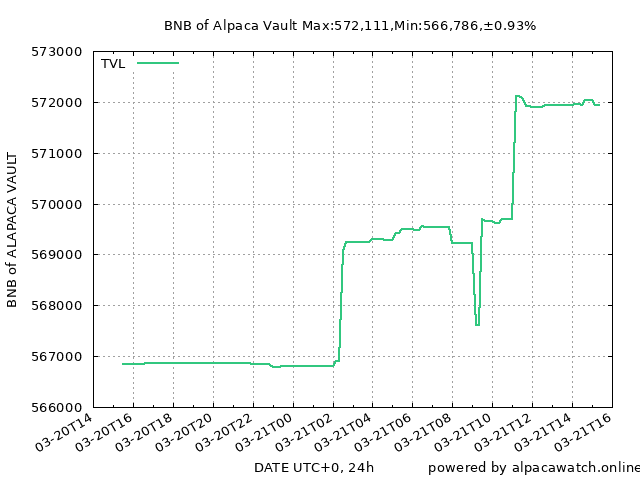 BNB of Alpaca Vault Max:572,111,Min:566,786,±0.93%
TVL
573000
572000
571000
570000
569000
568000
567000
566000
BNB of ALAPACA VAULT
03-20T14
03-20T16
03-20T18
03-20T20
03-20T22
03-21T00
03-21T02
03-21T04
03-21T06
03-21T08
03-21T10
03-21T12
03-21T14
03-21T16
DATE UTC+0, 24h
powered by alpacawatch.online